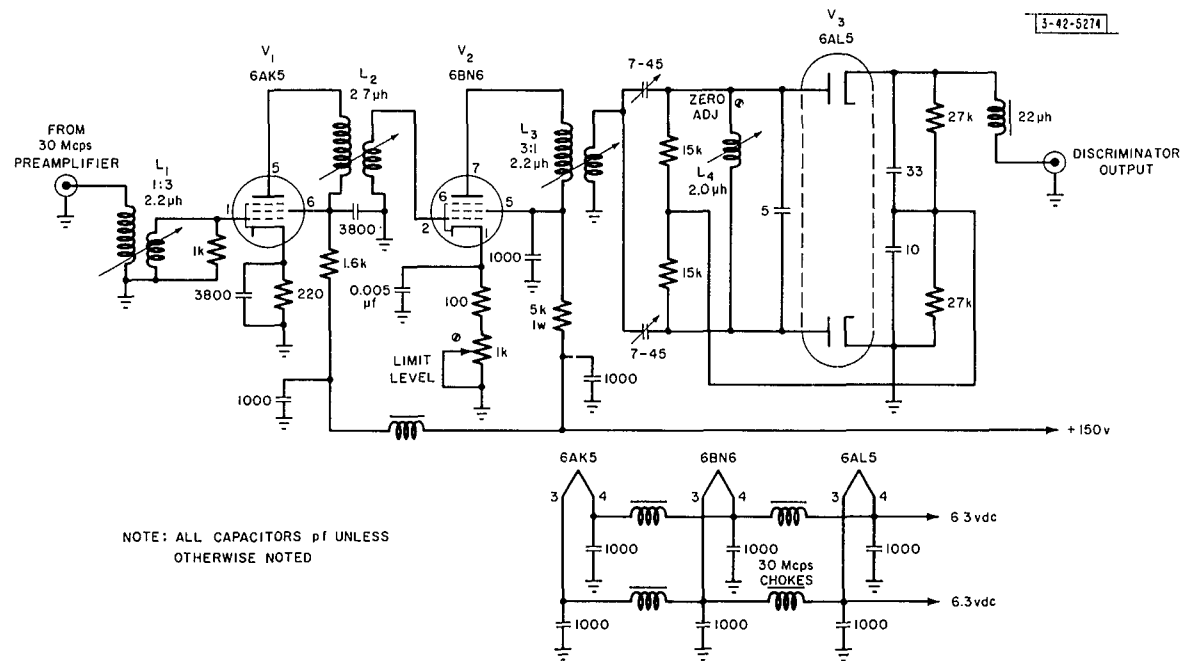 3-42-5274
V1
6AK5
V2
6BN6
V3
6AL5
FROM
30 Mcps
PREAMPLIFIER
L1
1:3
2.2μh
1k
1
5
6
3800
220
L2
2.7μh
3800
1.6k
1000
6
2
7
5
1
0.005
μf
100
⊘
LIMIT
LEVEL
1k
L3
3:1
2.2μh
1000
5k
1w
1000
7-45
7-45
15k
15k
ZERO
ADJ
⊘
L4
2.0μh
5
33
10
27k
27k
22μh
DISCRIMINATOR
OUTPUT
+150v
6AK5
6BN6
6AL5
3
4
3
4
3
4
6.3vdc
1000
1000
1000
30 Mcps
CHOKES
6.3vdc
1000
1000
1000
NOTE: ALL CAPACITORS pf UNLESS
OTHERWISE NOTED